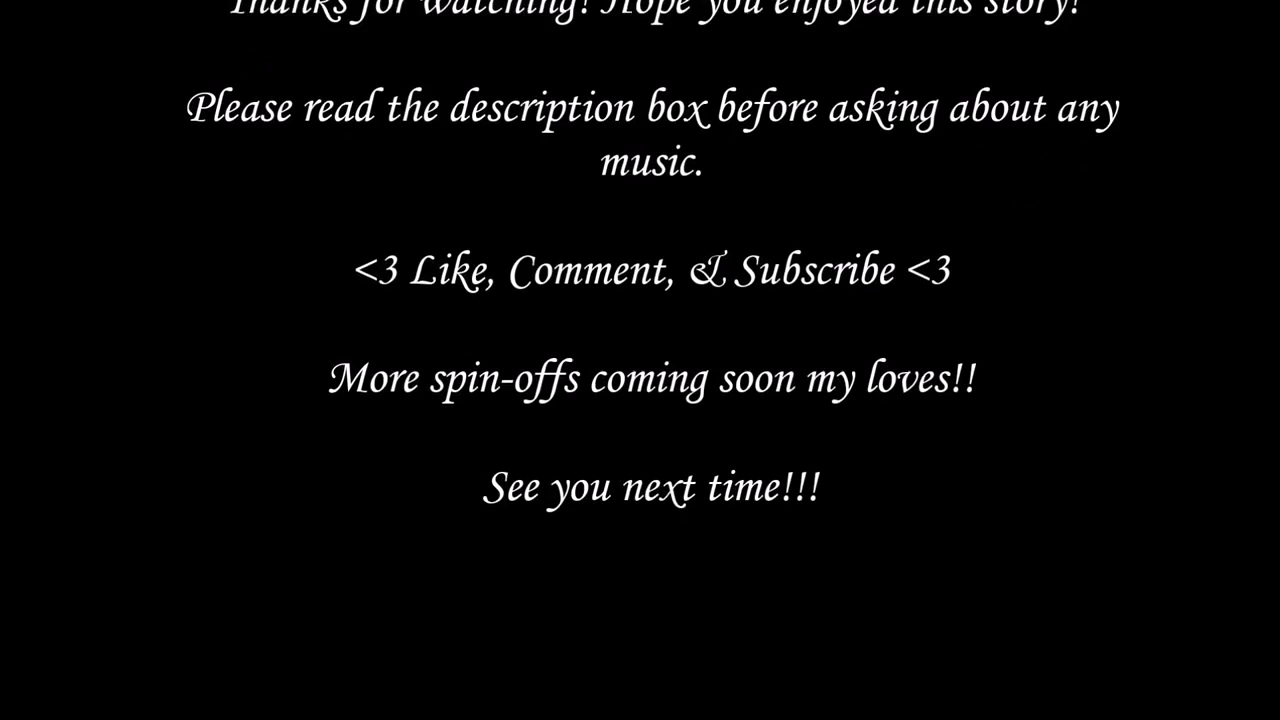 Thanks for watching! Hope you enjoyed this story!
Please read the description box before asking about any
music.
<3 Like, Comment, & Subscribe <3
More spin-offs coming soon my loves!!
See you next time!!!